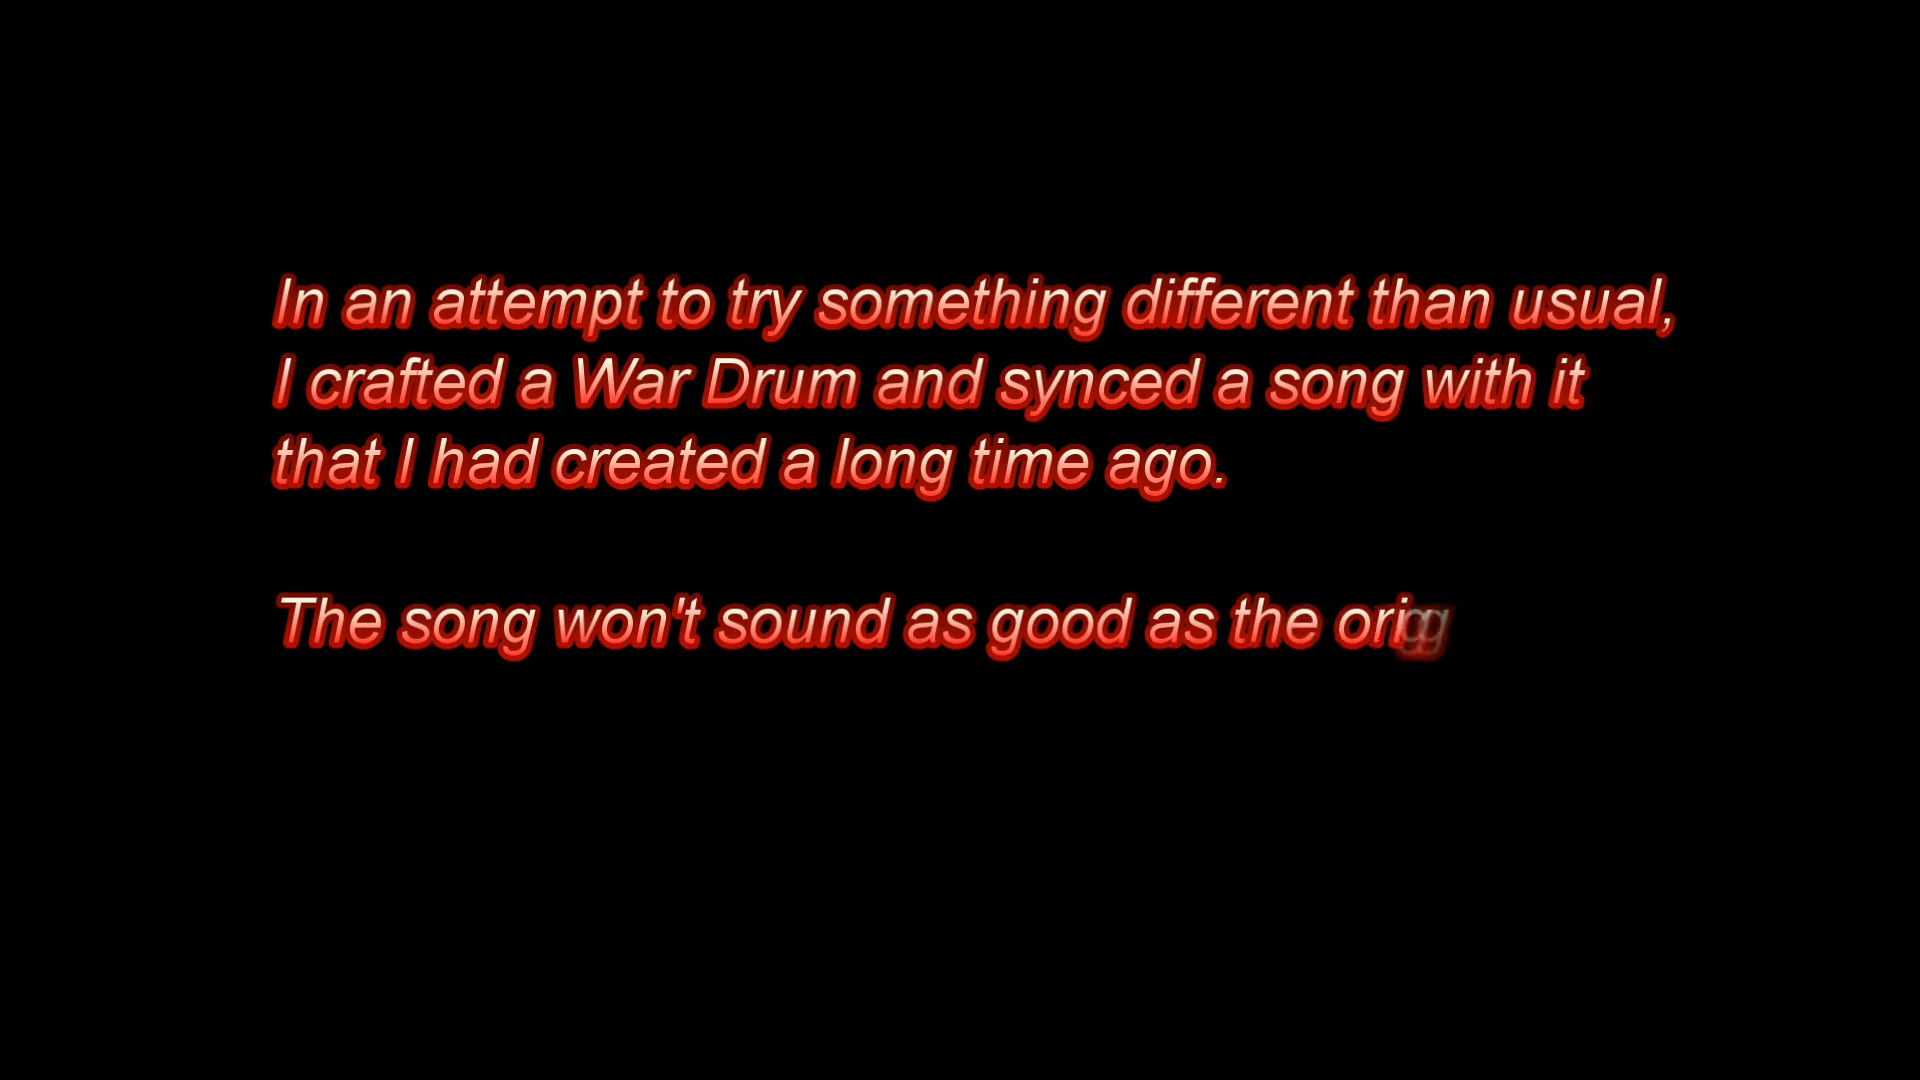 In an attempt to try something different than usual,
I crafted a War Drum and synced a song with it
that I had created a long time ago.
The song won't sound as good as the orig